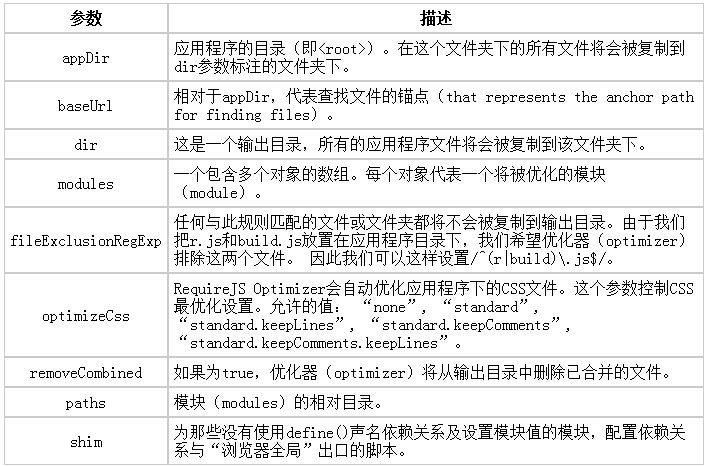 参数 描述
appDir
应用程序的目录（即<root>）。在这个文件夹下的所有文件将会被复制到
dir参数标注的文件夹下。
baseUrl
相对于appDir，代表查找文件的锚点（that represents the anchor path
for finding files）。
dir
这是一个输出目录，所有的应用程序文件将会被复制到该文件夹下。
modules
一个包含多个对象的数组。每个对象代表一个将被优化的模块
（module）。
fileExclusionRegExp
任何与此规则匹配的文件或文件夹都将不会被复制到输出目录。由于我们
把r.js和build.js放置在应用程序目录下，我们希望优化器（optimizer）
排除这两个文件。 因此我们可以这样设置/^(r|build)\.js$/。
optimizeCss
RequireJS Optimizer会自动优化应用程序下的CSS文件。这个参数控制CSS
最优化设置。允许的值： “none”, “standard”,
“standard.keepLines”, “standard.keepComments”,
“standard.keepComments.keepLines”。
removeCombined
如果为true，优化器（optimizer）将从输出目录中删除已合并的文件。
paths
模块（modules）的相对目录。
shim
为那些没有使用define()声名依赖关系及设置模块值的模块，配置依赖关
系与“浏览器全局”出口的脚本。